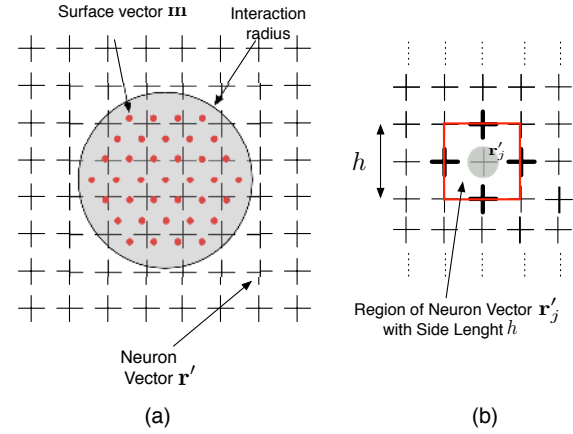 Surface vector m
Interaction
radius
Neuron
Vector r′
(a)
h
r′j
Region of Neuron Vector r′j
with Side Lenght h
(b)